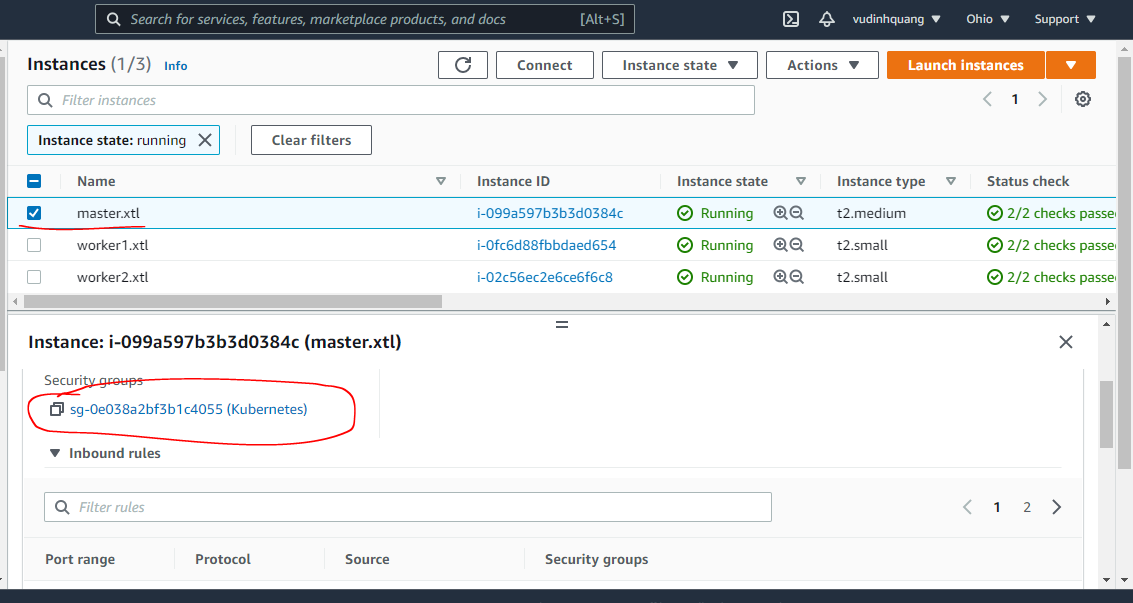 Search for services, features, marketplace products, and docs [Alt+S] vudinhquang Ohio Support
Instances (1/3) Info Connect Instance state Actions Launch instances
Filter instances 1
Instance state: running Clear filters
Name Instance ID Instance state Instance type Status check
master.xtl i-099a597b3b3d0384c Running t2.medium 2/2 checks passe
worker1.xtl i-0fc6d88fbbdaed654 Running t2.small 2/2 checks passe
worker2.xtl i-02c56ec2e6ce6f6c8 Running t2.small 2/2 checks passe
Instance: i-099a597b3b3d0384c (master.xtl)
Security groups
sg-0e038a2bf3b1c4055 (Kubernetes)
Inbound rules
Filter rules 1 2
Port range Protocol Source Security groups